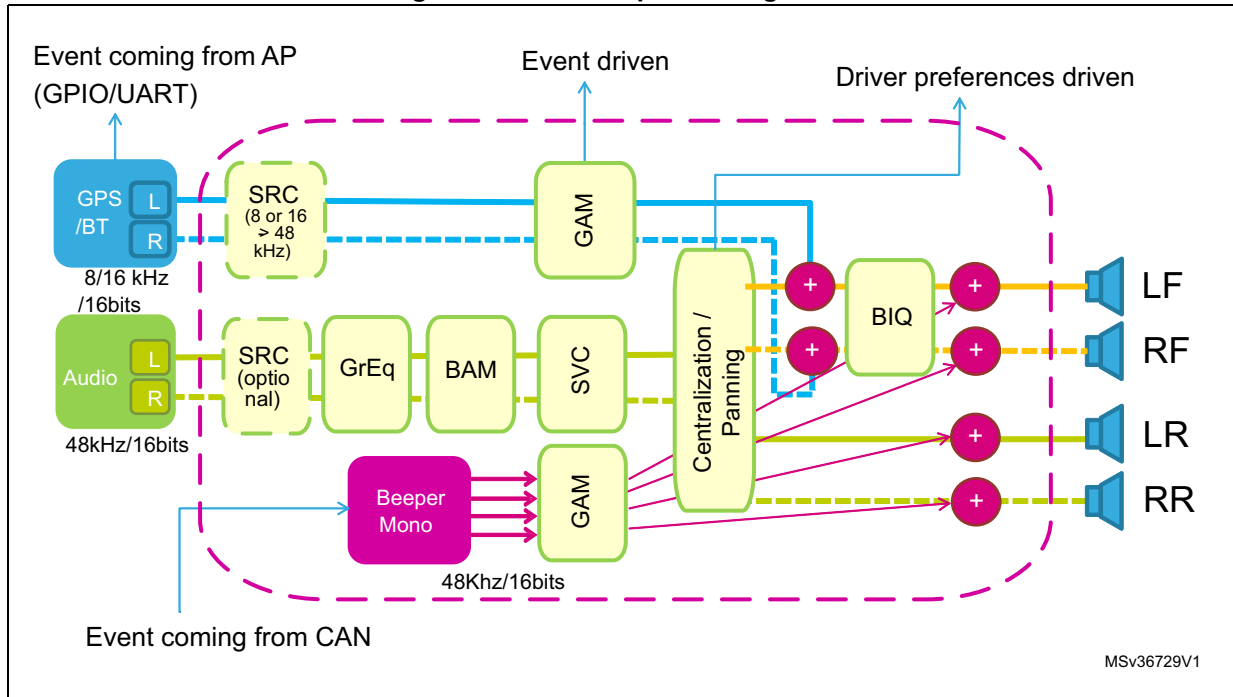 Event coming from AP
(GPIO/UART)
Event driven
Driver preferences driven
GPS
/BT
L
R
8/16 kHz
/16bits
SRC
(8 or 16
> 48
kHz)
GAM
Audio
L
R
48kHz/16bits
SRC
(optio
nal)
GrEq
BAM
SVC
Centralization /
Panning
+
+
BIQ
+
+
+
+
LF
RF
LR
RR
Beeper
Mono
GAM
48Khz/16bits
Event coming from CAN
MSv36729V1